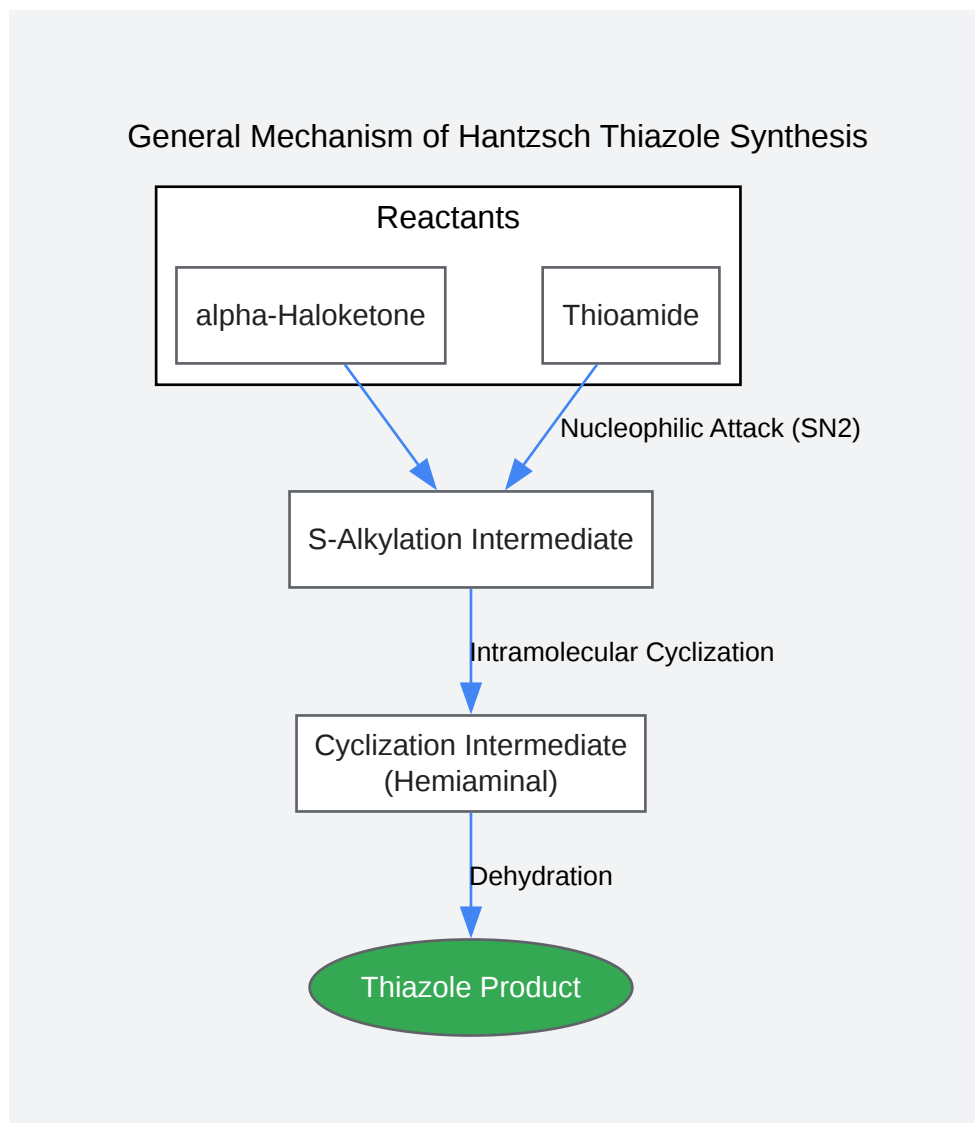 General Mechanism of Hantzsch Thiazole Synthesis
Reactants
alpha-Haloketone
Thioamide
Nucleophilic Attack (SN2)
S-Alkylation Intermediate
Intramolecular Cyclization
Cyclization Intermediate
(Hemiaminal)
Dehydration
Thiazole Product